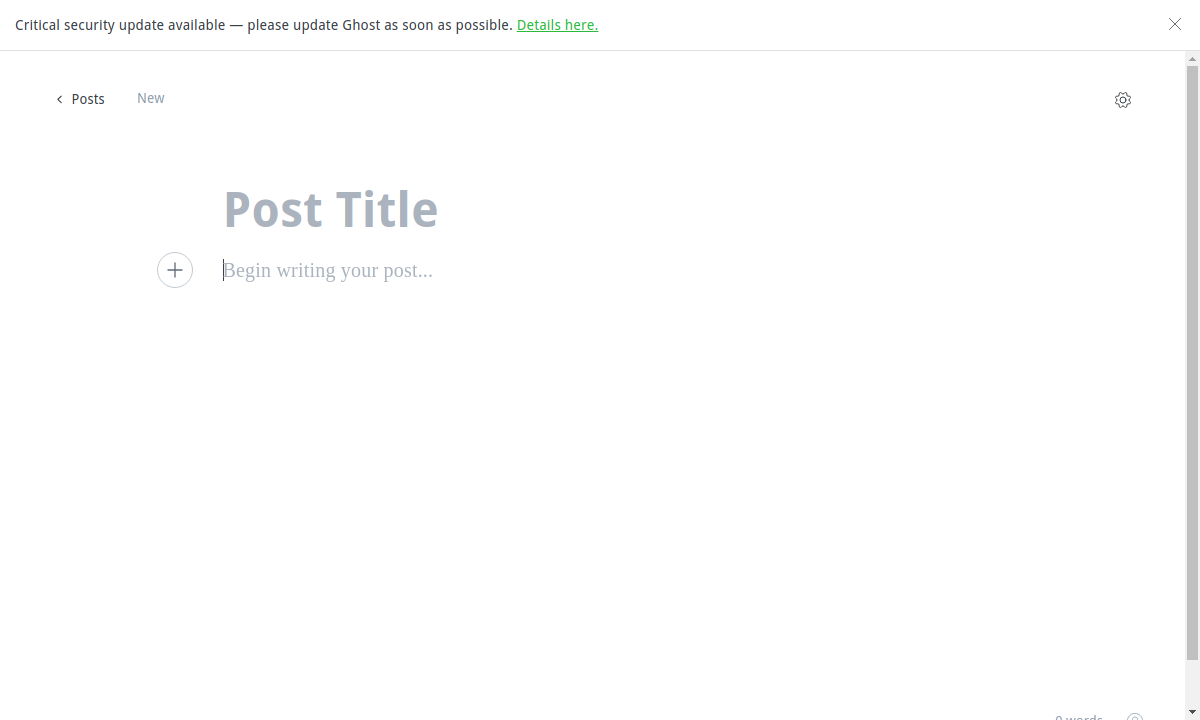 Critical security update available — please update Ghost as soon as possible. Details here.
Posts New
Post Title
Begin writing your post...
0 words